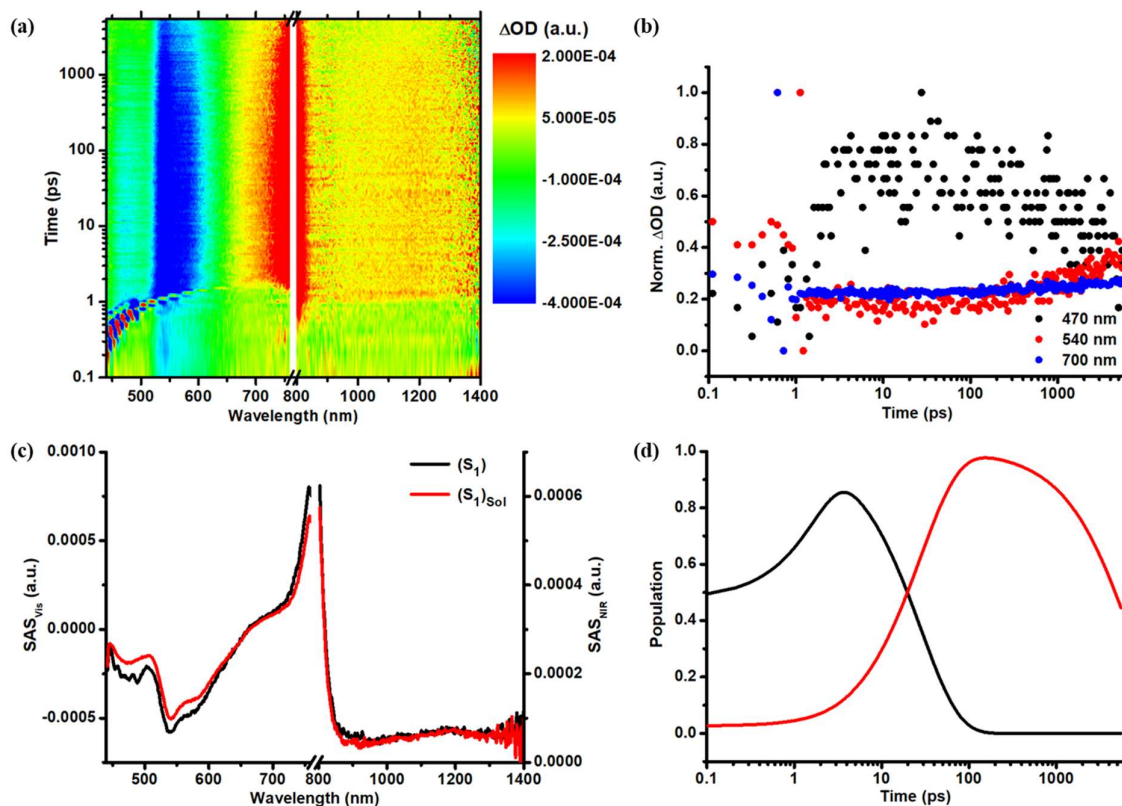 (a)
ΔOD (a.u.)
2.000E-04
5.000E-05
-1.000E-04
-2.500E-04
-4.000E-04
Time (ps)
1000
100
10
1
0.1
500 600 700 800 1000 1200 1400
Wavelength (nm)
(b)
Norm. ΔOD (a.u.)
1.0
0.8
0.6
0.4
0.2
0.0
470 nm
540 nm
700 nm
0.1 1 10 100 1000
Time (ps)
(c)
(S1)
(S1)Sol
SASVis (a.u.)
0.0010
0.0005
0.0000
-0.0005
SASNIR (a.u.)
0.0006
0.0004
0.0002
0.0000
500 600 700 800 1000 1200 1400
Wavelength (nm)
(d)
Population
1.0
0.8
0.6
0.4
0.2
0.0
0.1 1 10 100 1000
Time (ps)